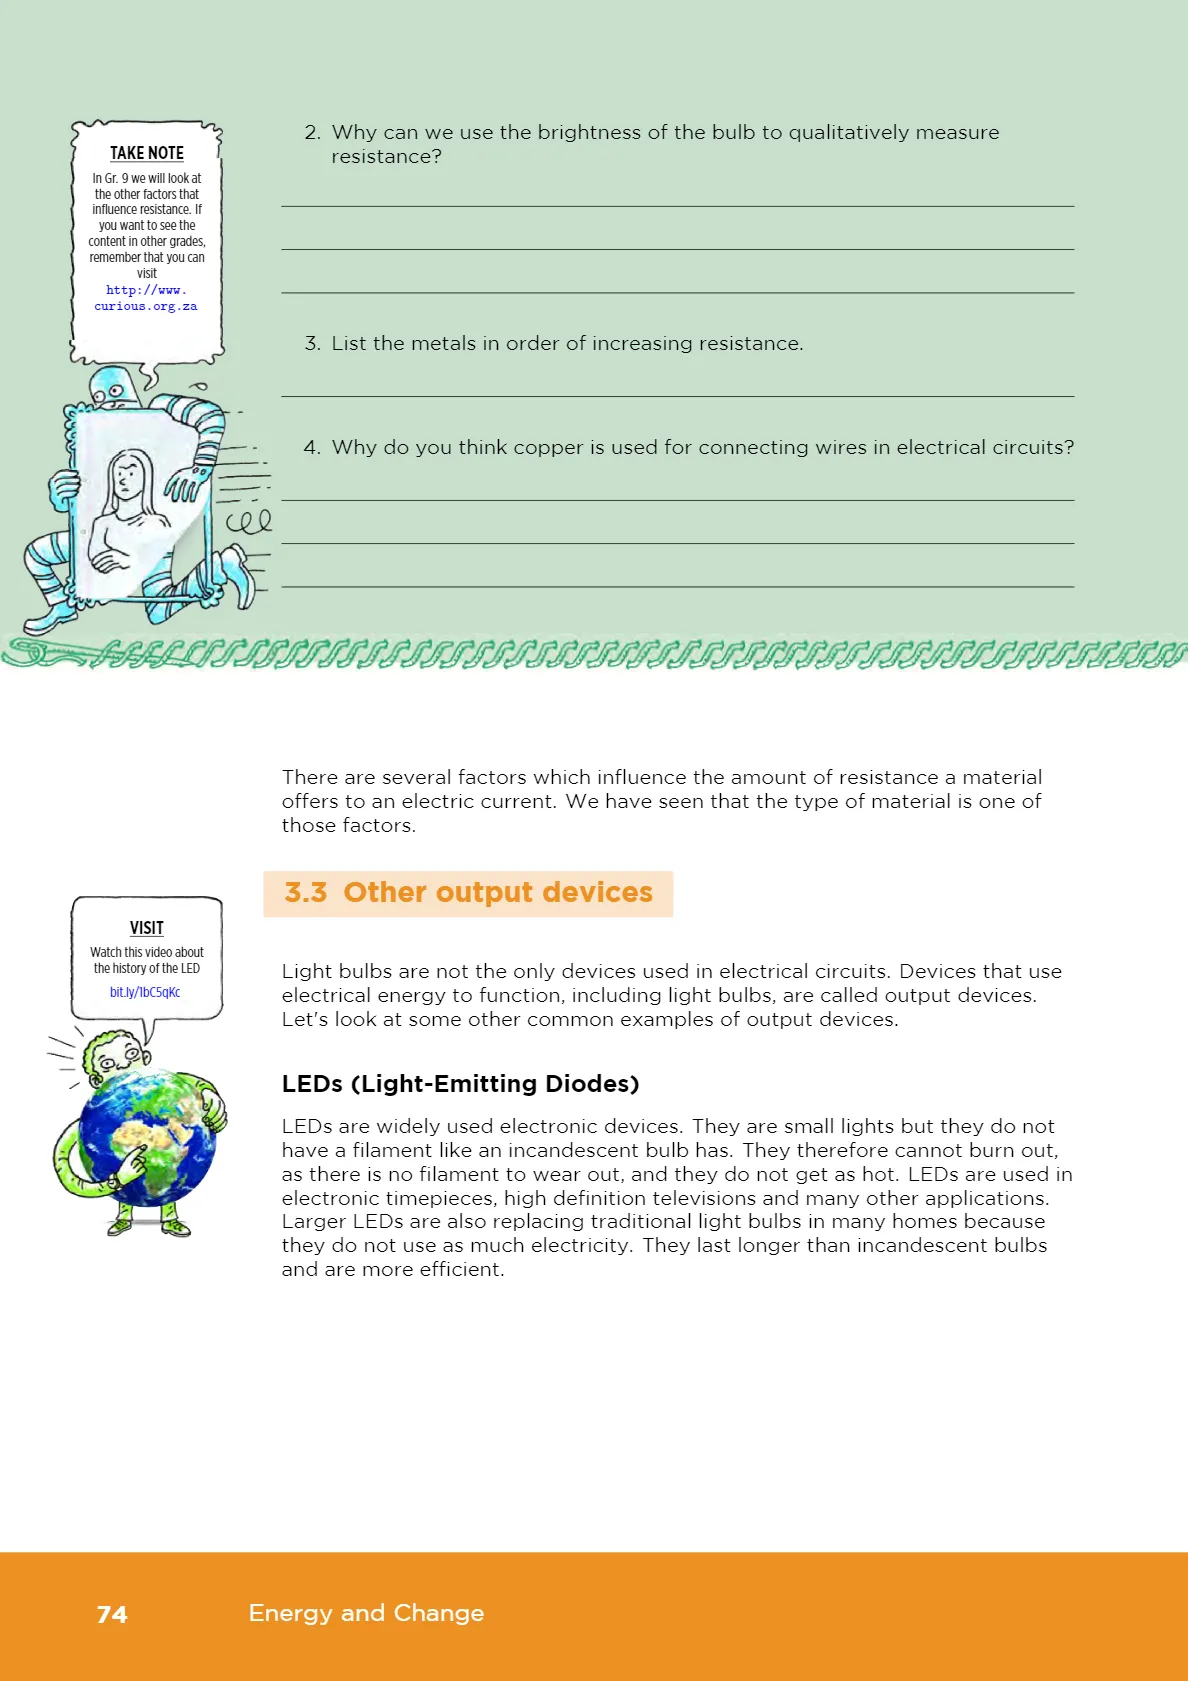 TAKE NOTE
In Gr. 9 we will look at
the other factors that
influence resistance. If
you want to see the
content in other grades,
remember that you can
visit
http://www.
curious.org.za
2. Why can we use the brightness of the bulb to qualitatively measure
resistance?
3. List the metals in order of increasing resistance.
4. Why do you think copper is used for connecting wires in electrical circuits?
There are several factors which influence the amount of resistance a material
offers to an electric current. We have seen that the type of material is one of
those factors.
3.3 Other output devices
VISIT
Watch this video about
the history of the LED
bit.ly/1bC5qKc
Light bulbs are not the only devices used in electrical circuits. Devices that use
electrical energy to function, including light bulbs, are called output devices.
Let's look at some other common examples of output devices.
LEDs (Light-Emitting Diodes)
LEDs are widely used electronic devices. They are small lights but they do not
have a filament like an incandescent bulb has. They therefore cannot burn out,
as there is no filament to wear out, and they do not get as hot. LEDs are used in
electronic timepieces, high definition televisions and many other applications.
Larger LEDs are also replacing traditional light bulbs in many homes because
they do not use as much electricity. They last longer than incandescent bulbs
and are more efficient.
74 Energy and Change